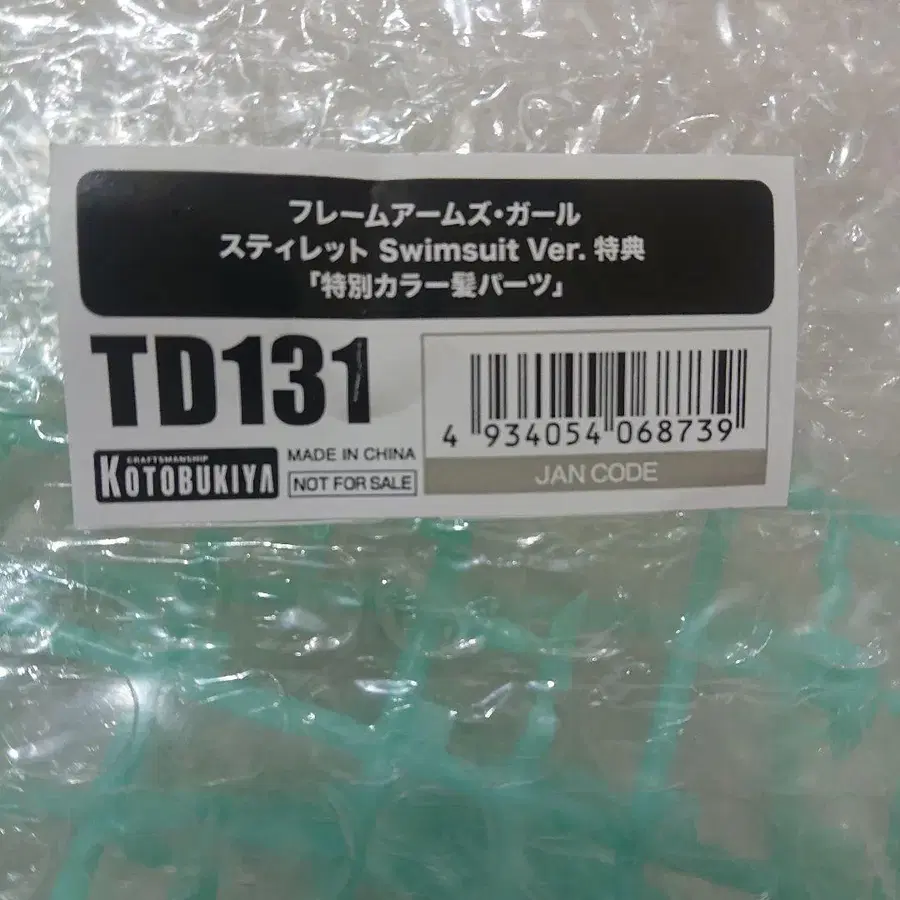 フレームアームズ・ガール
スティレット Swimsuit Ver. 特典
「特別カラー髪パーツ」
TD131
CRAFTSMANSHIP
KOTOBUKIYA
MADE IN CHINA
NOT FOR SALE
4 934054 068739
JAN CODE